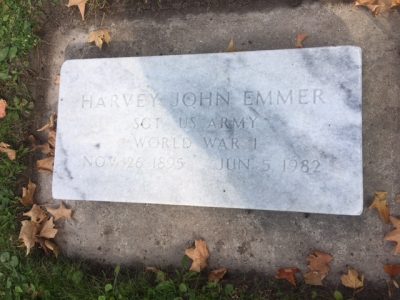 HARVEY JOHN EMMER
SGT US ARMY
WORLD WAR I
NOV 26 1895 JUN 5 1982